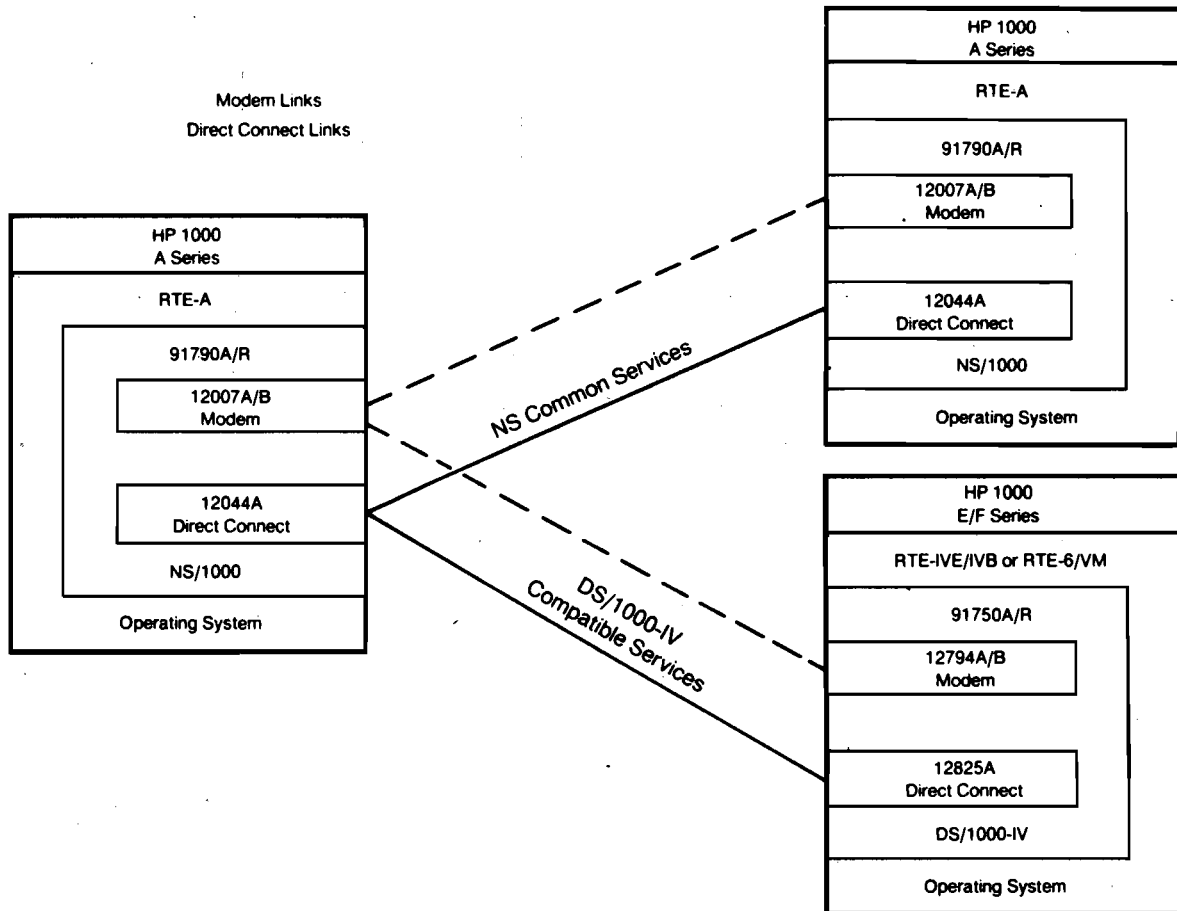 Modem Links
Direct Connect Links
HP 1000
A Series
RTE-A
91790A/R
12007A/B
Modem
12044A
Direct Connect
NS/1000
Operating System
NS Common Services
DS/1000-IV
Compatible Services
HP 1000
A Series
RTE-A
91790A/R
12007A/B
Modem
12044A
Direct Connect
NS/1000
Operating System
HP 1000
E/F Series
RTE-IVE/IVB or RTE-6/VM
91750A/R
12794A/B
Modem
12825A
Direct Connect
DS/1000-IV
Operating System